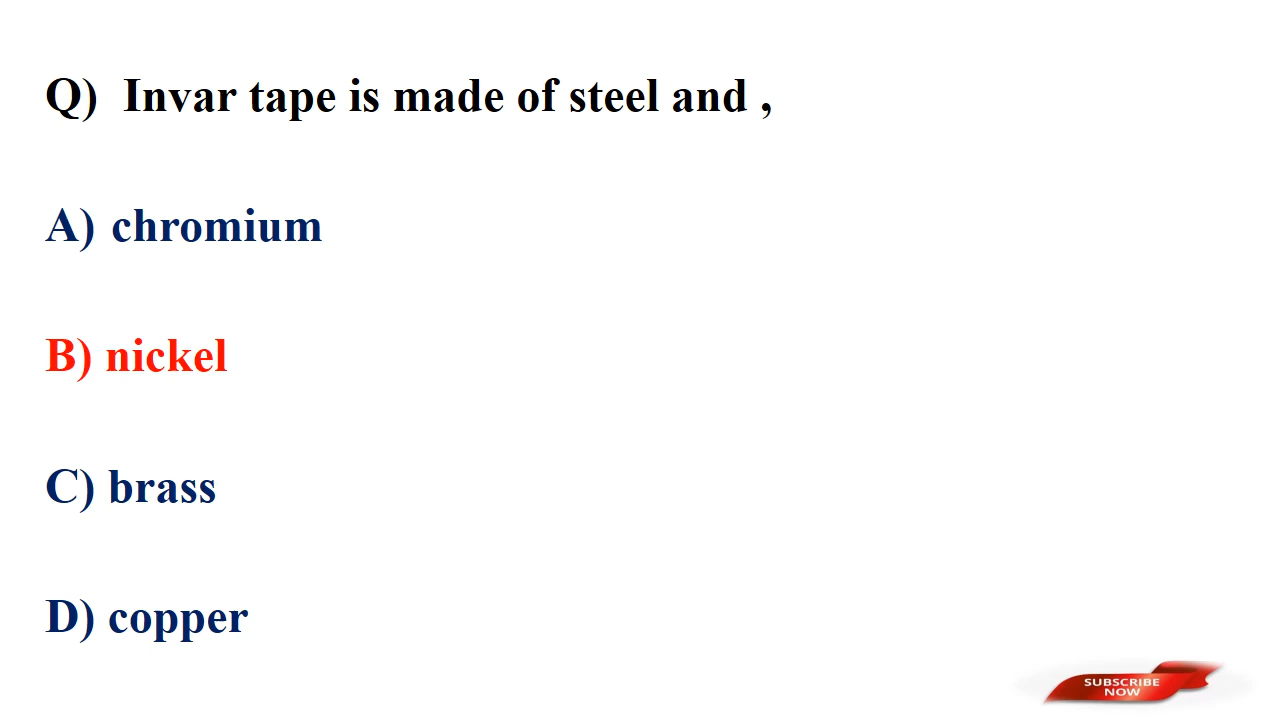 Q) Invar tape is made of steel and ,
A) chromium
B) nickel
C) brass
D) copper
SUBSCRIBE
NOW